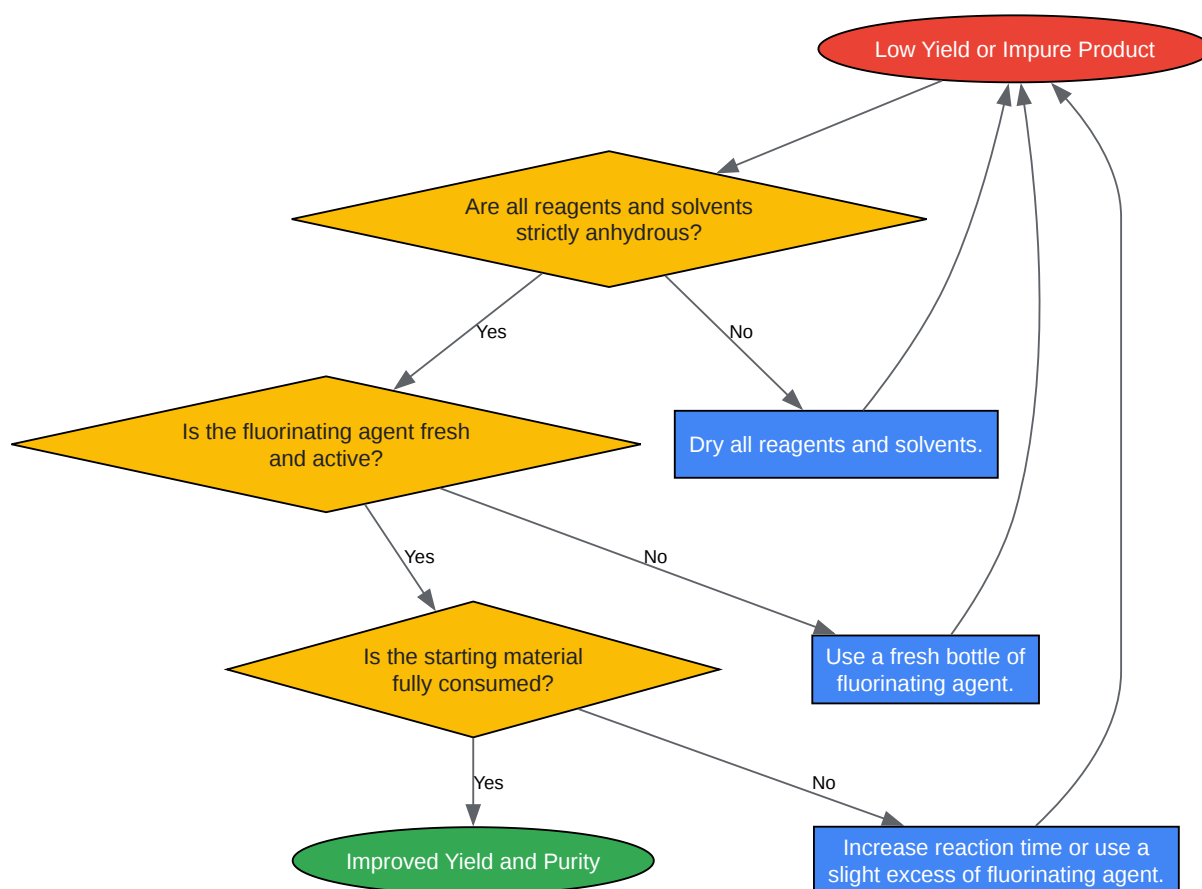 Low Yield or Impure Product
Are all reagents and solvents
strictly anhydrous?
Yes
No
Is the fluorinating agent fresh
and active?
Dry all reagents and solvents.
Yes
No
Is the starting material
fully consumed?
Use a fresh bottle of
fluorinating agent.
Yes
No
Improved Yield and Purity
Increase reaction time or use a
slight excess of fluorinating agent.